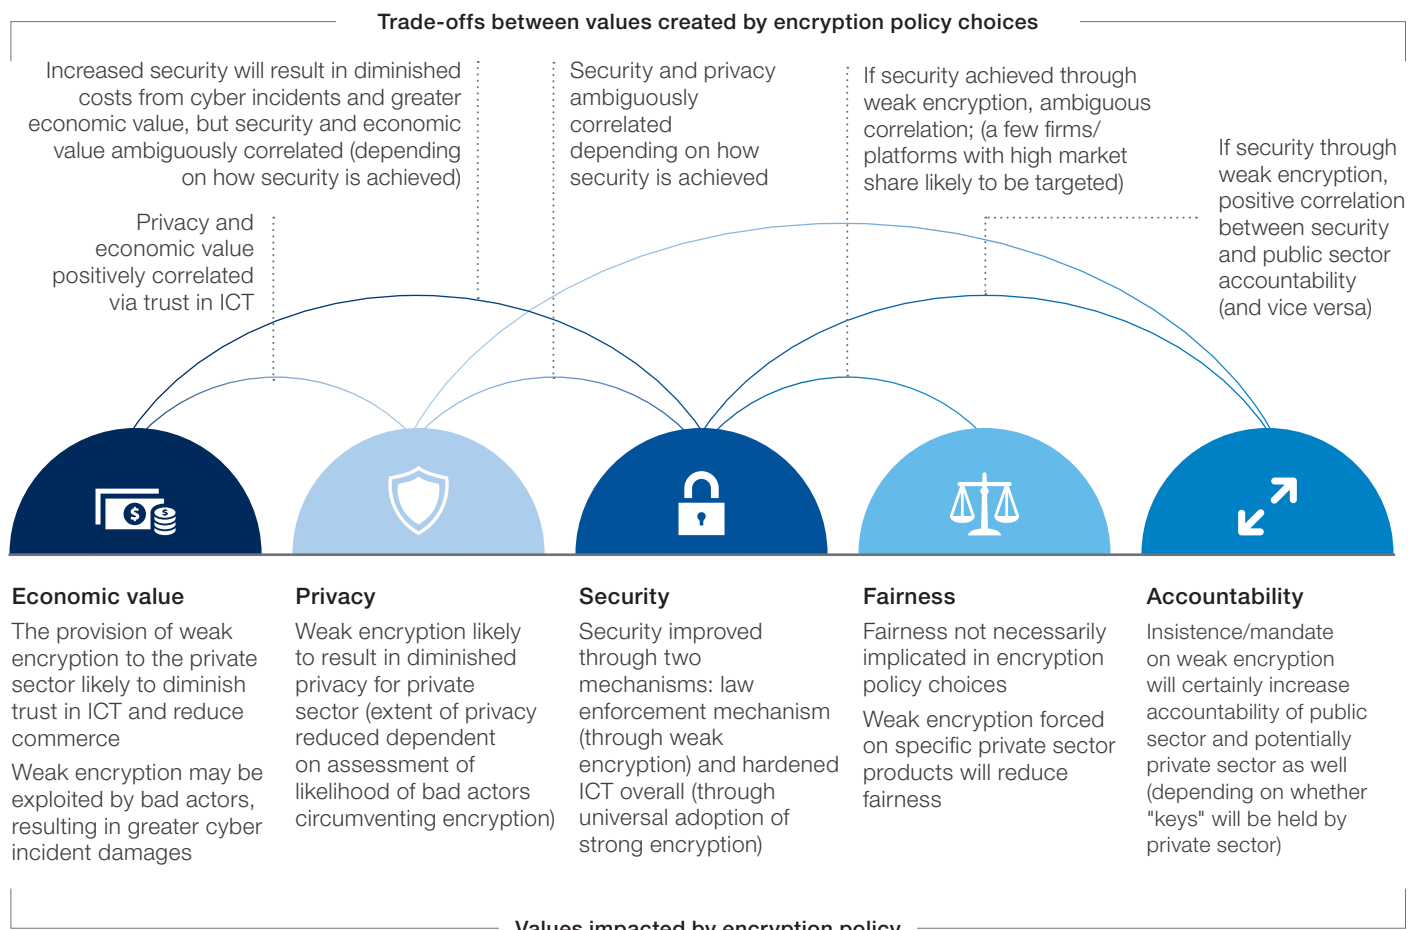 Trade-offs between values created by encryption policy choices
Increased security will result in diminished
costs from cyber incidents and greater
economic value, but security and economic
value ambiguously correlated (depending
on how security is achieved)
Privacy and
economic value
positively correlated
via trust in ICT
Security and privacy
ambiguously
correlated
depending on how
security is achieved
If security achieved through
weak encryption, ambiguous
correlation; (a few firms/
platforms with high market
share likely to be targeted)
If security through
weak encryption,
positive correlation
between security
and public sector
accountability
(and vice versa)
$
$
Economic value
The provision of weak
encryption to the private
sector likely to diminish
trust in ICT and reduce
commerce
Weak encryption may be
exploited by bad actors,
resulting in greater cyber
incident damages
Privacy
Weak encryption likely
to result in diminished
privacy for private
sector (extent of privacy
reduced dependent
on assessment of
likelihood of bad actors
circumventing encryption)
Security
Security improved
through two
mechanisms: law
enforcement mechanism
(through weak
encryption) and hardened
ICT overall (through
universal adoption of
strong encryption)
Fairness
Fairness not necessarily
implicated in encryption
policy choices
Weak encryption forced
on specific private sector
products will reduce
fairness
Accountability
Insistence/mandate
on weak encryption
will certainly increase
accountability of public
sector and potentially
private sector as well
(depending on whether
"keys" will be held by
private sector)
Values impacted by encryption policy